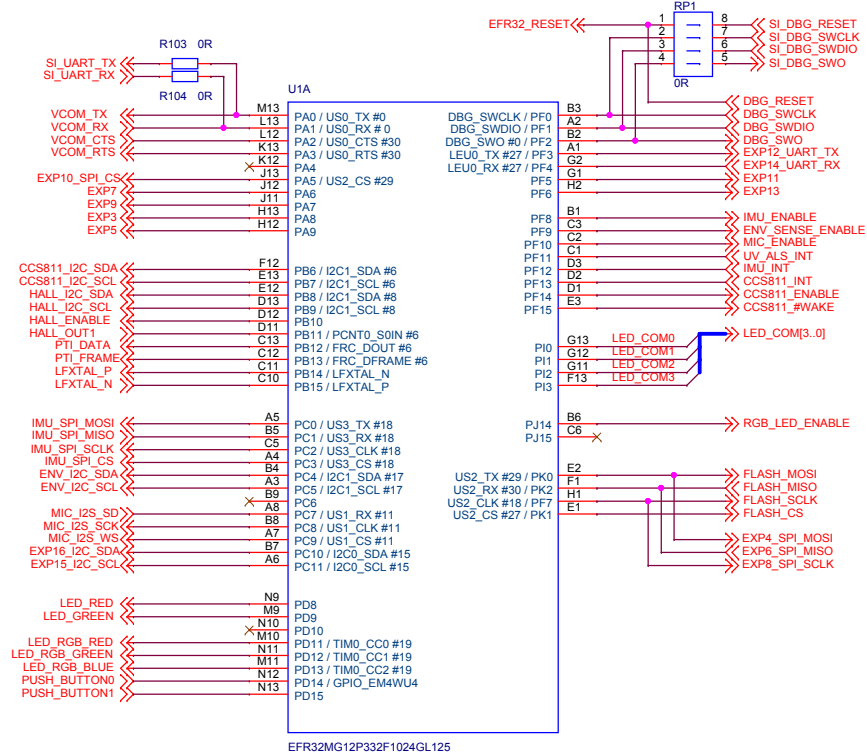 RP1
EFR32_RESET 1 8 SI_DBG_RESET
2 7 SI_DBG_SWCLK
3 6 SI_DBG_SWDIO
4 5 SI_DBG_SWO
0R
R103 0R
SI_UART_TX
SI_UART_RX
R104 0R
U1A
VCOM_TX M13 PA0 / US0_TX #0
VCOM_RX L13 PA1 / US0_RX # 0
VCOM_CTS L12 PA2 / US0_CTS #30
VCOM_RTS K13 PA3 / US0_RTS #30
K12 PA4
EXP10_SPI_CS J13 PA5 / US2_CS #29
EXP7 J12 PA6
EXP9 J11 PA7
EXP3 H13 PA8
EXP5 H12 PA9
CCS811_I2C_SDA F12 PB6 / I2C1_SDA #6
CCS811_I2C_SCL E13 PB7 / I2C1_SCL #6
HALL_I2C_SDA E12 PB8 / I2C1_SDA #8
HALL_I2C_SCL D13 PB9 / I2C1_SCL #8
HALL_ENABLE D12 PB10
HALL_OUT1 D11 PB11 / PCNT0_S0IN #6
PTI_DATA C13 PB12 / FRC_DOUT #6
PTI_FRAME C12 PB13 / FRC_DFRAME #6
LFXTAL_P C11 PB14 / LFXTAL_N
LFXTAL_N C10 PB15 / LFXTAL_P
IMU_SPI_MOSI A5 PC0 / US3_TX #18
IMU_SPI_MISO B5 PC1 / US3_RX #18
IMU_SPI_SCLK C5 PC2 / US3_CLK #18
IMU_SPI_CS A4 PC3 / US3_CS #18
ENV_I2C_SDA B4 PC4 / I2C1_SDA #17
ENV_I2C_SCL A3 PC5 / I2C1_SCL #17
B9 PC6
MIC_I2S_SD A8 PC7 / US1_RX #11
MIC_I2S_SCK B8 PC8 / US1_CLK #11
MIC_I2S_WS A7 PC9 / US1_CS #11
EXP16_I2C_SDA B7 PC10 / I2C0_SDA #15
EXP15_I2C_SCL A6 PC11 / I2C0_SCL #15
LED_RED N9 PD8
LED_GREEN M9 PD9
N10 PD10
LED_RGB_RED M10 PD11 / TIM0_CC0 #19
LED_RGB_GREEN N11 PD12 / TIM0_CC1 #19
LED_RGB_BLUE M11 PD13 / TIM0_CC2 #19
PUSH_BUTTON0 N12 PD14 / GPIO_EM4WU4
PUSH_BUTTON1 N13 PD15
DBG_RESET
DBG_SWCLK / PF0 B3 DBG_SWCLK
DBG_SWDIO / PF1 A2 DBG_SWDIO
DBG_SWO #0 / PF2 B2 DBG_SWO
LEU0_TX #27 / PF3 A1 EXP12_UART_TX
LEU0_RX #27 / PF4 G2 EXP14_UART_RX
PF5 G1 EXP11
PF6 H2 EXP13
PF8 B1 IMU_ENABLE
PF9 C3 ENV_SENSE_ENABLE
PF10 C2 MIC_ENABLE
PF11 C1 UV_ALS_INT
PF12 D3 IMU_INT
PF13 D2 CCS811_INT
PF14 D1 CCS811_ENABLE
PF15 E3 CCS811_#WAKE
PI0 G13 LED_COM0 LED_COM[3..0]
PI1 G12 LED_COM1
PI2 G11 LED_COM2
PI3 F13 LED_COM3
PJ14 B6 RGB_LED_ENABLE
PJ15 C6
US2_TX #29 / PK0 E2 FLASH_MOSI
US2_RX #30 / PK2 F1 FLASH_MISO
US2_CLK #18 / PF7 H1 FLASH_SCLK
US2_CS #27 / PK1 E1 FLASH_CS
EXP4_SPI_MOSI
EXP6_SPI_MISO
EXP8_SPI_SCLK
EFR32MG12P332F1024GL125